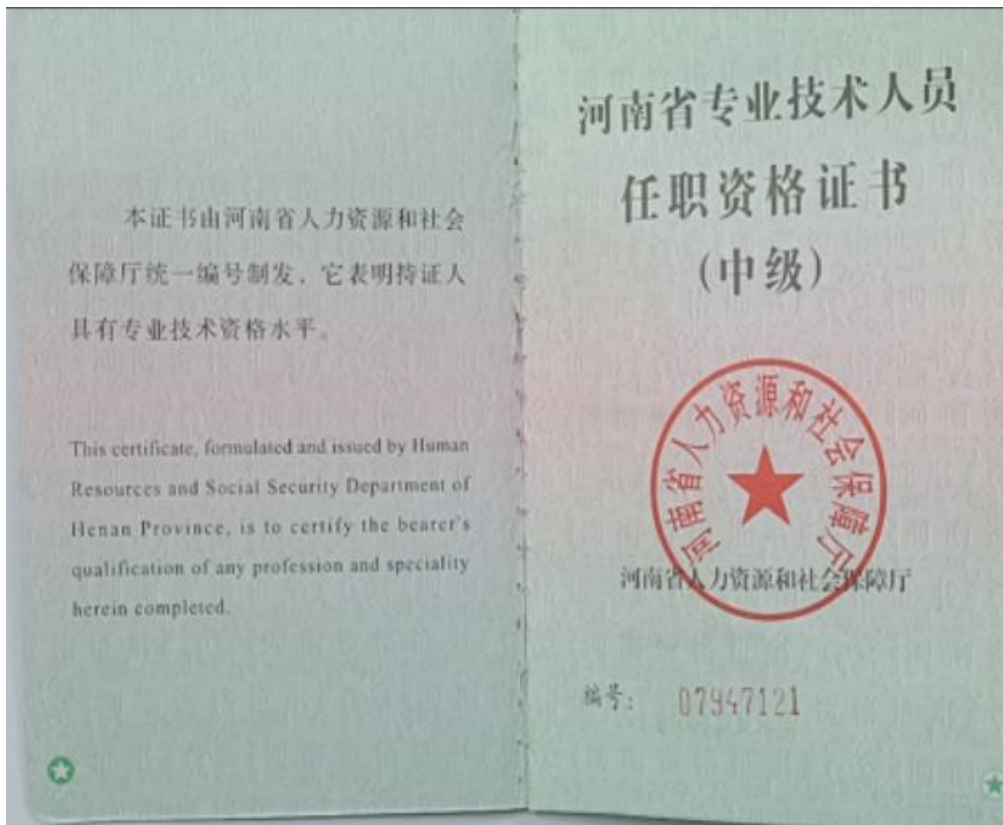 本证书由河南省人力资源和社会
保障厅统一编号制发，它表明持证人
具有专业技术资格水平。
This certificate, formulated and issued by Human
Resources and Social Security Department of
Henan Province, is to certify the bearer's
qualification of any profession and speciality
herein completed.
河南省专业技术人员
任职资格证书
(中级)
河南省人力资源和社会保障厅
河南省人力资源和社会保障厅
编号: 07947121